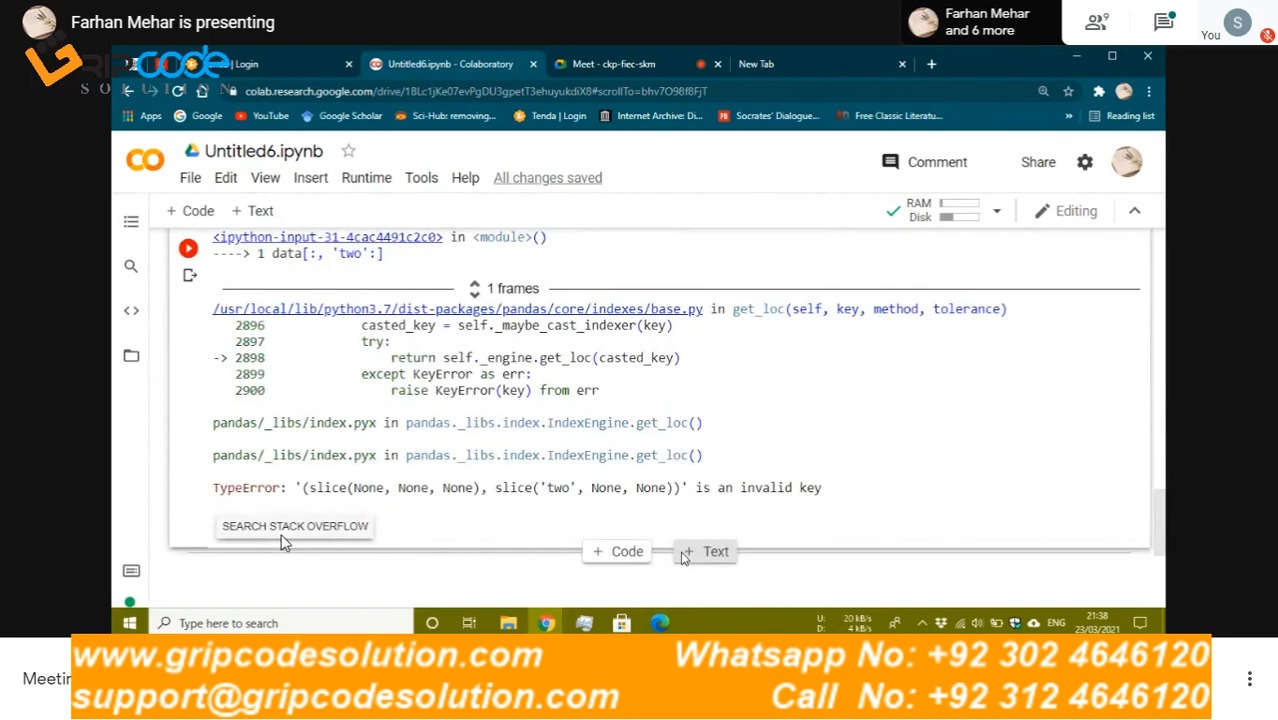 Farhan Mehar is presenting
Farhan Mehar
and 6 more
9
You
S
GRIPCODE
Login
Untitled6.ipynb - Colaboratory
Meet - ckp-fiec-skm
New Tab
colab.research.google.com/drive/1BLc1jKe07evPgDU3gpetT3ehuyukdiX8#scrollTo=bhv7O98f8FjT
Apps
Google
YouTube
Google Scholar
Sci-Hub: removing...
Tenda | Login
Internet Archive: Di...
Socrates' Dialogue...
Free Classic Literatu...
»
Reading list
CO
Untitled6.ipynb
Comment
Share
File Edit View Insert Runtime Tools Help All changes saved
+ Code + Text
RAM
Disk
Editing
<ipython-input-31-4cac4491c2c0> in <module>()
----> 1 data[:, 'two':]
1 frames
/usr/local/lib/python3.7/dist-packages/pandas/core/indexes/base.py in get_loc(self, key, method, tolerance)
2896 casted_key = self._maybe_cast_indexer(key)
2897 try:
-> 2898 return self._engine.get_loc(casted_key)
2899 except KeyError as err:
2900 raise KeyError(key) from err
pandas/_libs/index.pyx in pandas._libs.index.IndexEngine.get_loc()
pandas/_libs/index.pyx in pandas._libs.index.IndexEngine.get_loc()
TypeError: '(slice(None, None, None), slice('two', None, None))' is an invalid key
SEARCH STACK OVERFLOW
+ Code
+ Text
Type here to search
U: 20 kB/s
D: 4 kB/s
ENG
21:38
23/03/2021
www.gripcodesolution.com
Whatsapp No: +92 302 4646120
Meetin
support@gripcodesolution.com
Call No: +92 312 4646120